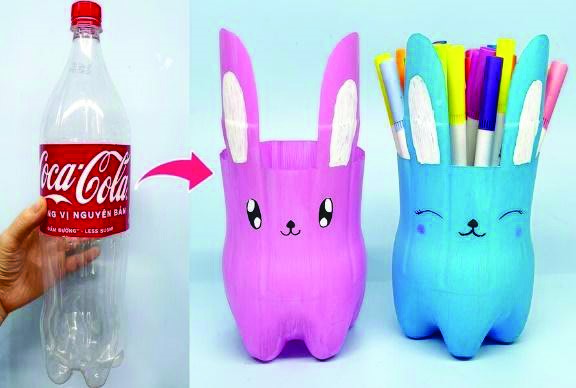 Coca-Cola
NG VỊ NGUYÊN BẢN
ĐƯỜNG* - LESS SUGAR